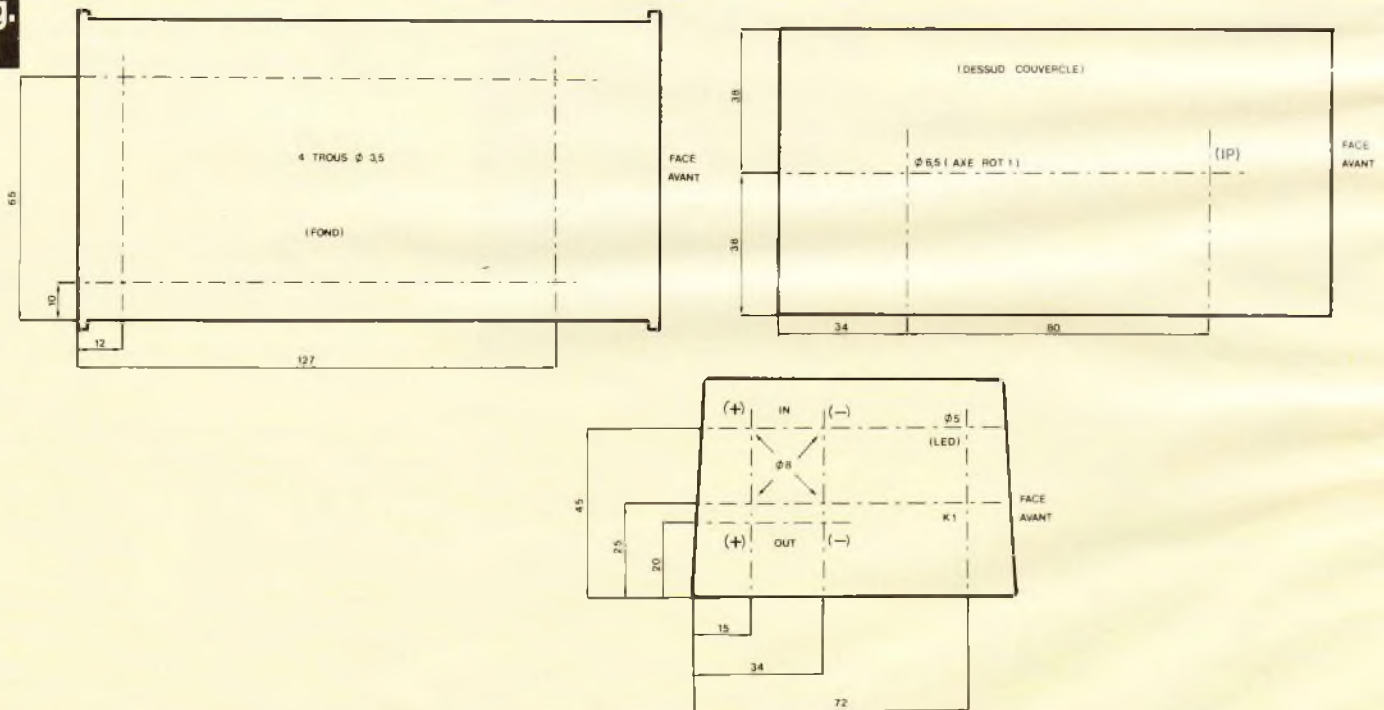 g.
65
10
12
127
4 TROUS Ø 3,5
(FOND)
FACE
AVANT
38
38
(DESSUD COUVERCLE)
Ø 6,5 ( AXE ROT 1)
(IP)
34
80
FACE
AVANT
(+) IN (—) Ø5
(LED)
Ø8
K1
(+) OUT (—)
FACE
AVANT
45
25
20
15
34
72